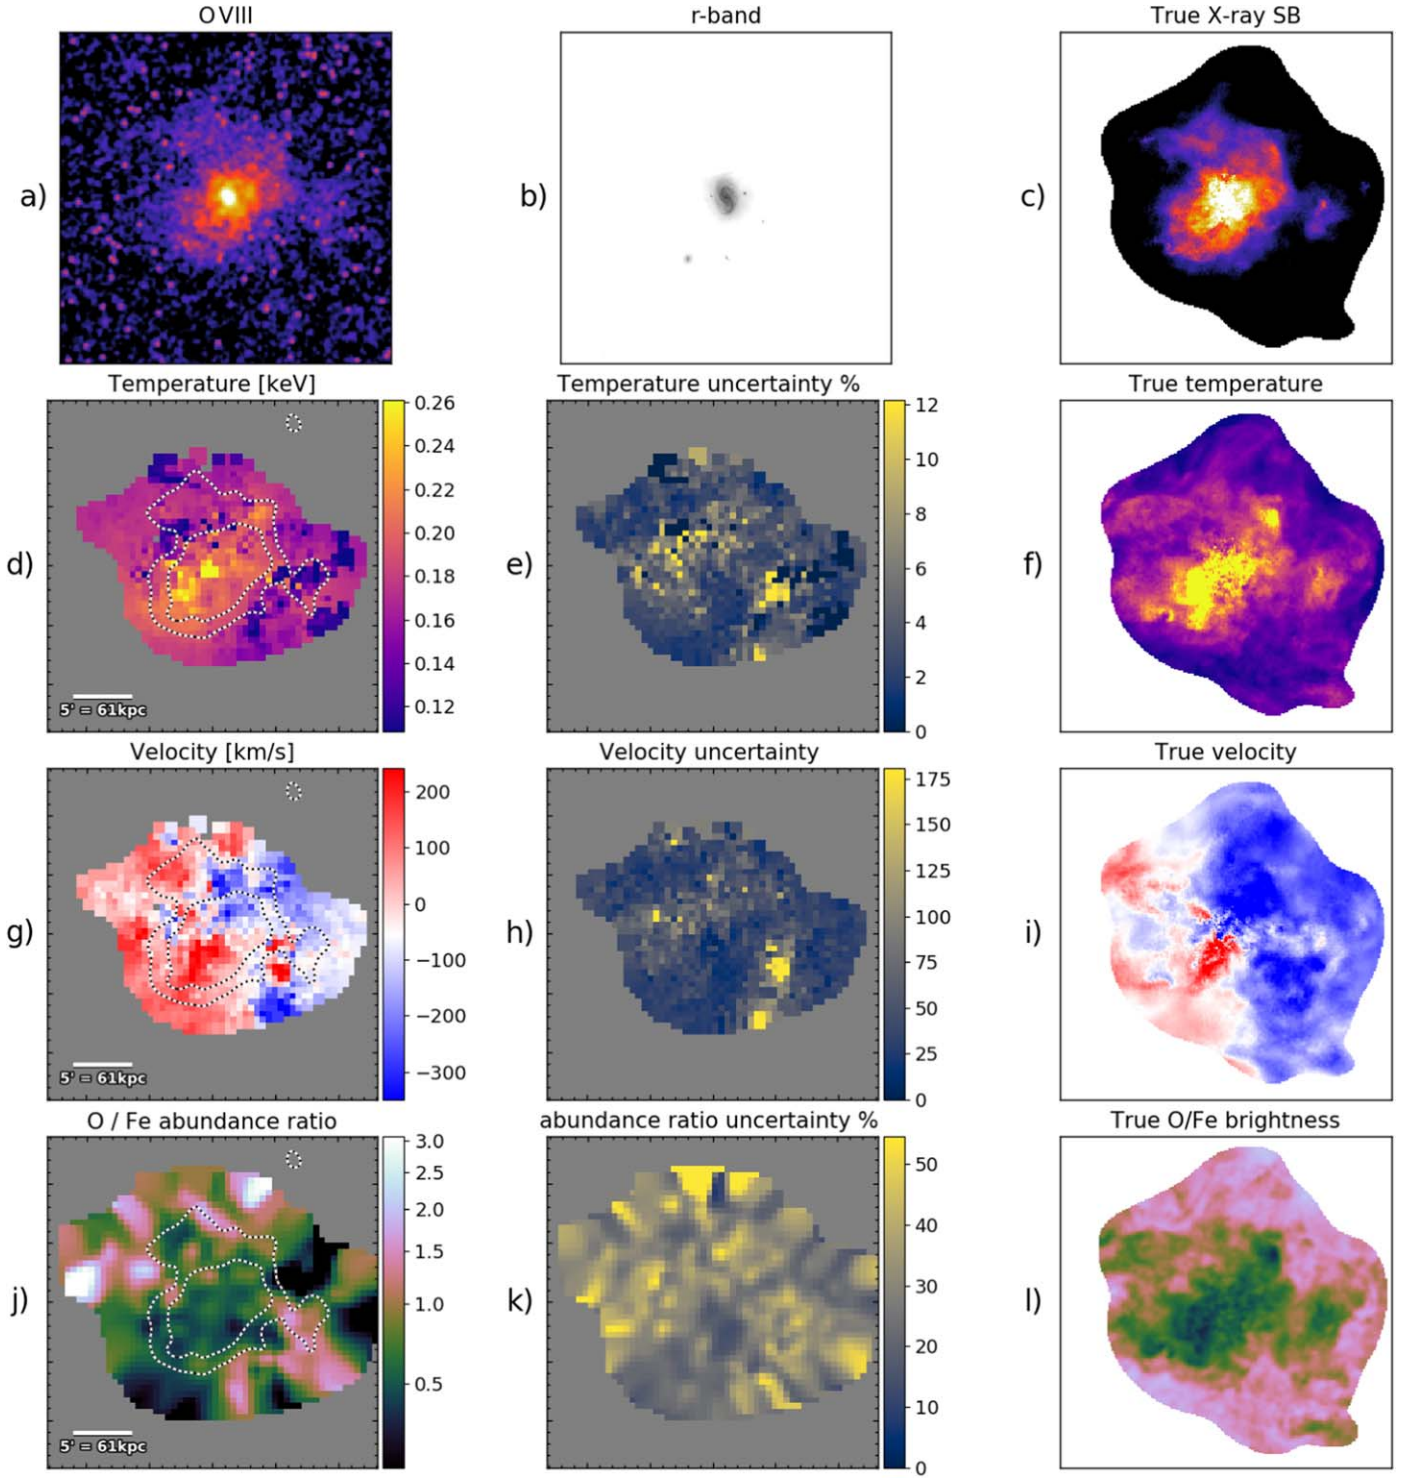 O VIII
r-band
True X-ray SB
a)
b)
c)
Temperature [keV]
Temperature uncertainty %
True temperature
0.26
0.24
0.22
0.20
0.18
0.16
0.14
0.12
12
10
8
6
4
2
0
d)
e)
f)
5' = 61kpc
Velocity [km/s]
Velocity uncertainty
True velocity
200
100
0
−100
−200
−300
175
150
125
100
75
50
25
0
g)
h)
i)
5' = 61kpc
O / Fe abundance ratio
abundance ratio uncertainty %
True O/Fe brightness
3.0
2.5
2.0
1.5
1.0
0.5
50
40
30
20
10
0
j)
k)
l)
5' = 61kpc